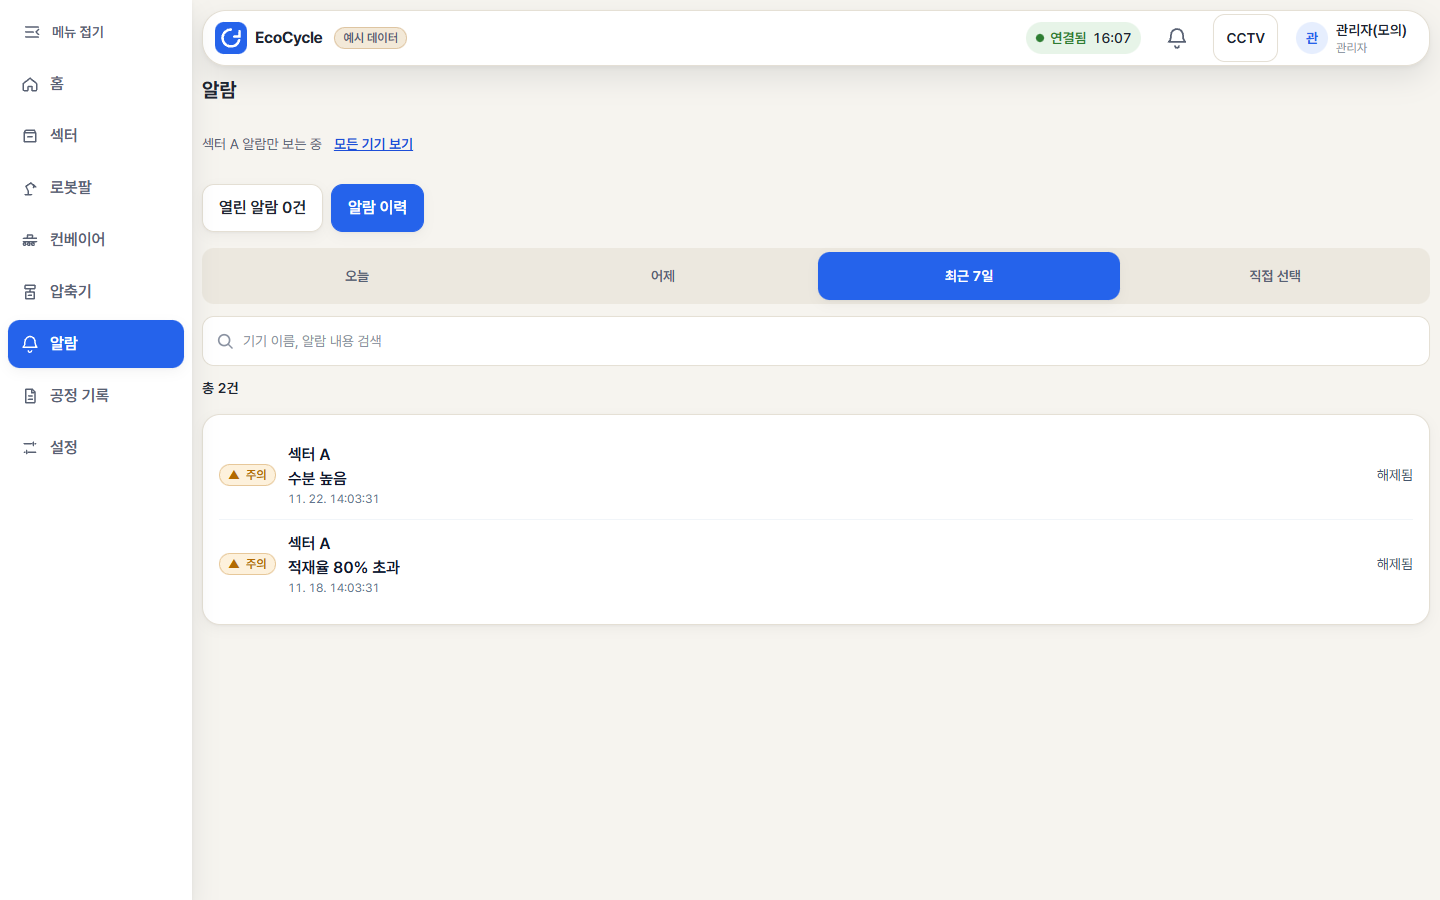 메뉴 접기
홈
섹터
로봇팔
컨베이어
압축기
알람
공정 기록
설정
EcoCycle 예시 데이터
연결됨 16:07
CCTV
관
관리자(모의)
관리자
알람
섹터 A 알람만 보는 중 모든 기기 보기
열린 알람 0건 알람 이력
오늘 어제 최근 7일 직접 선택
기기 이름, 알람 내용 검색
총 2건
주의
섹터 A
수분 높음
11. 22. 14:03:31
해제됨
주의
섹터 A
적재율 80% 초과
11. 18. 14:03:31
해제됨